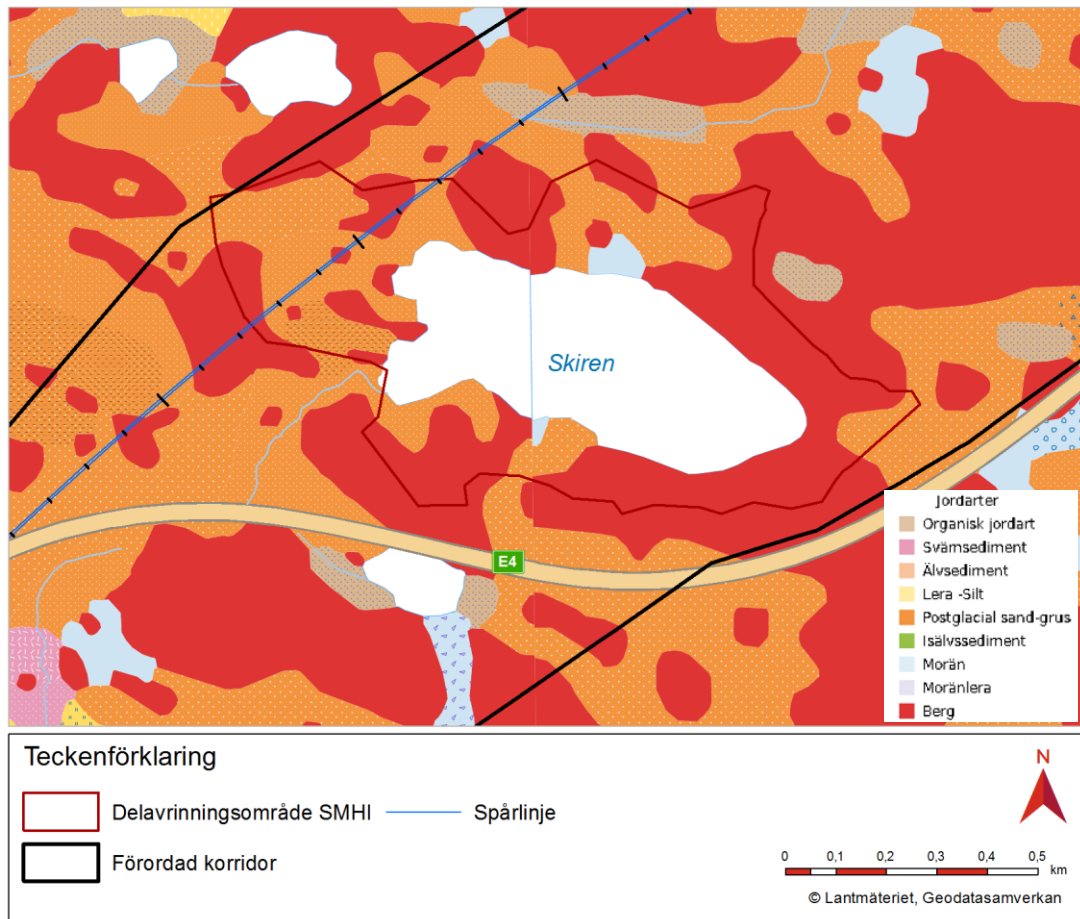 Skiren
E4
Jordarter
Organisk jordart
Svämsediment
Älvsediment
Lera -Silt
Postglacial sand-grus
Isälvssediment
Morän
Moränlera
Berg
Teckenförklaring
Delavrinningsområde SMHI
Spårlinje
Förordad korridor
N
0 0,1 0,2 0,3 0,4 0,5
km
© Lantmäteriet, Geodatasamverkan